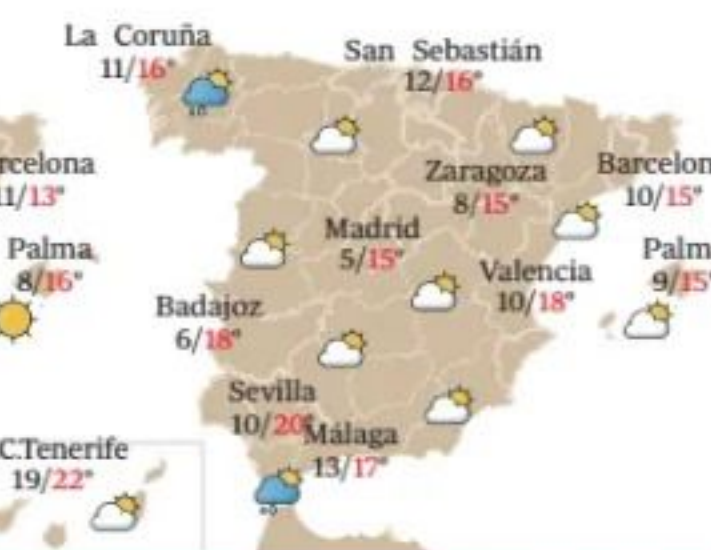 La Coruña
11/16°
San Sebastián
12/16°
rcelona
11/13°
Zaragoza
8/15°
Barcelon
10/15°
Palma
8/16°
Madrid
5/15°
Valencia
10/18°
Palm
9/15°
Badajoz
6/18°
Sevilla
10/20°
Málaga
13/17°
C.Tenerife
19/22°